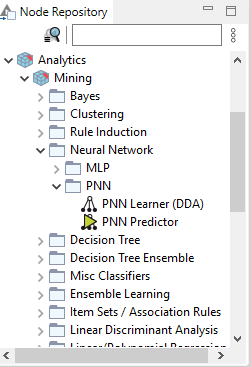 Node Repository
Analytics
Mining
Bayes
Clustering
Rule Induction
Neural Network
MLP
PNN
PNN Learner (DDA)
PNN Predictor
Decision Tree
Decision Tree Ensemble
Misc Classifiers
Ensemble Learning
Item Sets / Association Rules
Linear Discriminant Analysis
Linear/Polynomial Regression